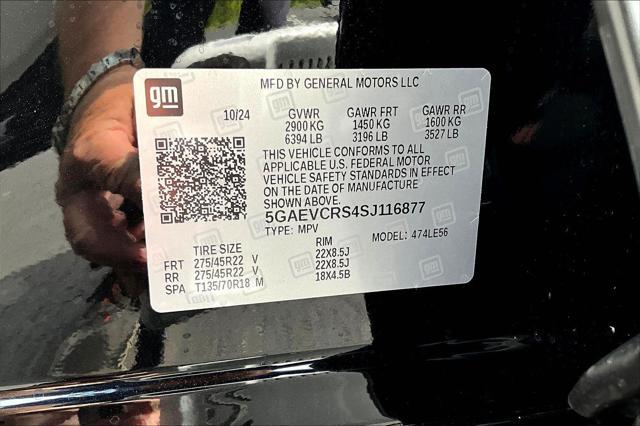 MFD BY GENERAL MOTORS LLC
gm
10/24 GVWR GAWR FRT GAWR RR
2900 KG 1450 KG 1600 KG
6394 LB 3196 LB 3527 LB
THIS VEHICLE CONFORMS TO ALL
APPLICABLE U.S. FEDERAL MOTOR
VEHICLE SAFETY STANDARDS IN EFFECT
ON THE DATE OF MANUFACTURE
SHOWN ABOVE.
5GAEVCRS4SJ116877
TYPE: MPV MODEL: 474LE56
TIRE SIZE RIM
FRT 275/45R22 V 22X8.5J
RR 275/45R22 V 22X8.5J
SPA T135/70R18 M 18X4.5B